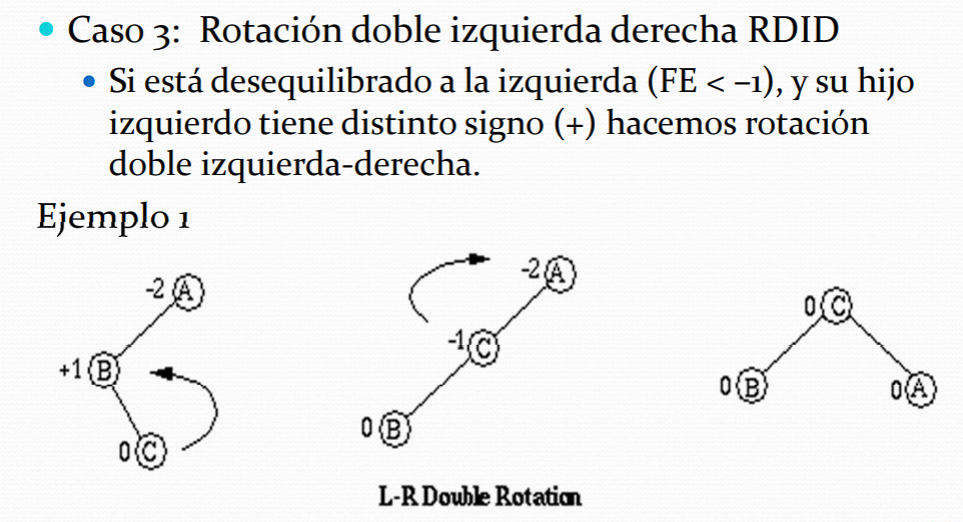 Caso 3: Rotación doble izquierda derecha RDID
Si está desequilibrado a la izquierda (FE < −1), y su hijo
izquierdo tiene distinto signo (+) hacemos rotación
doble izquierda-derecha.
Ejemplo 1
-2 A
+1 B
0 C
-2 A
-1 C
0 B
0 C
0 B
0 A
L-R Double Rotation